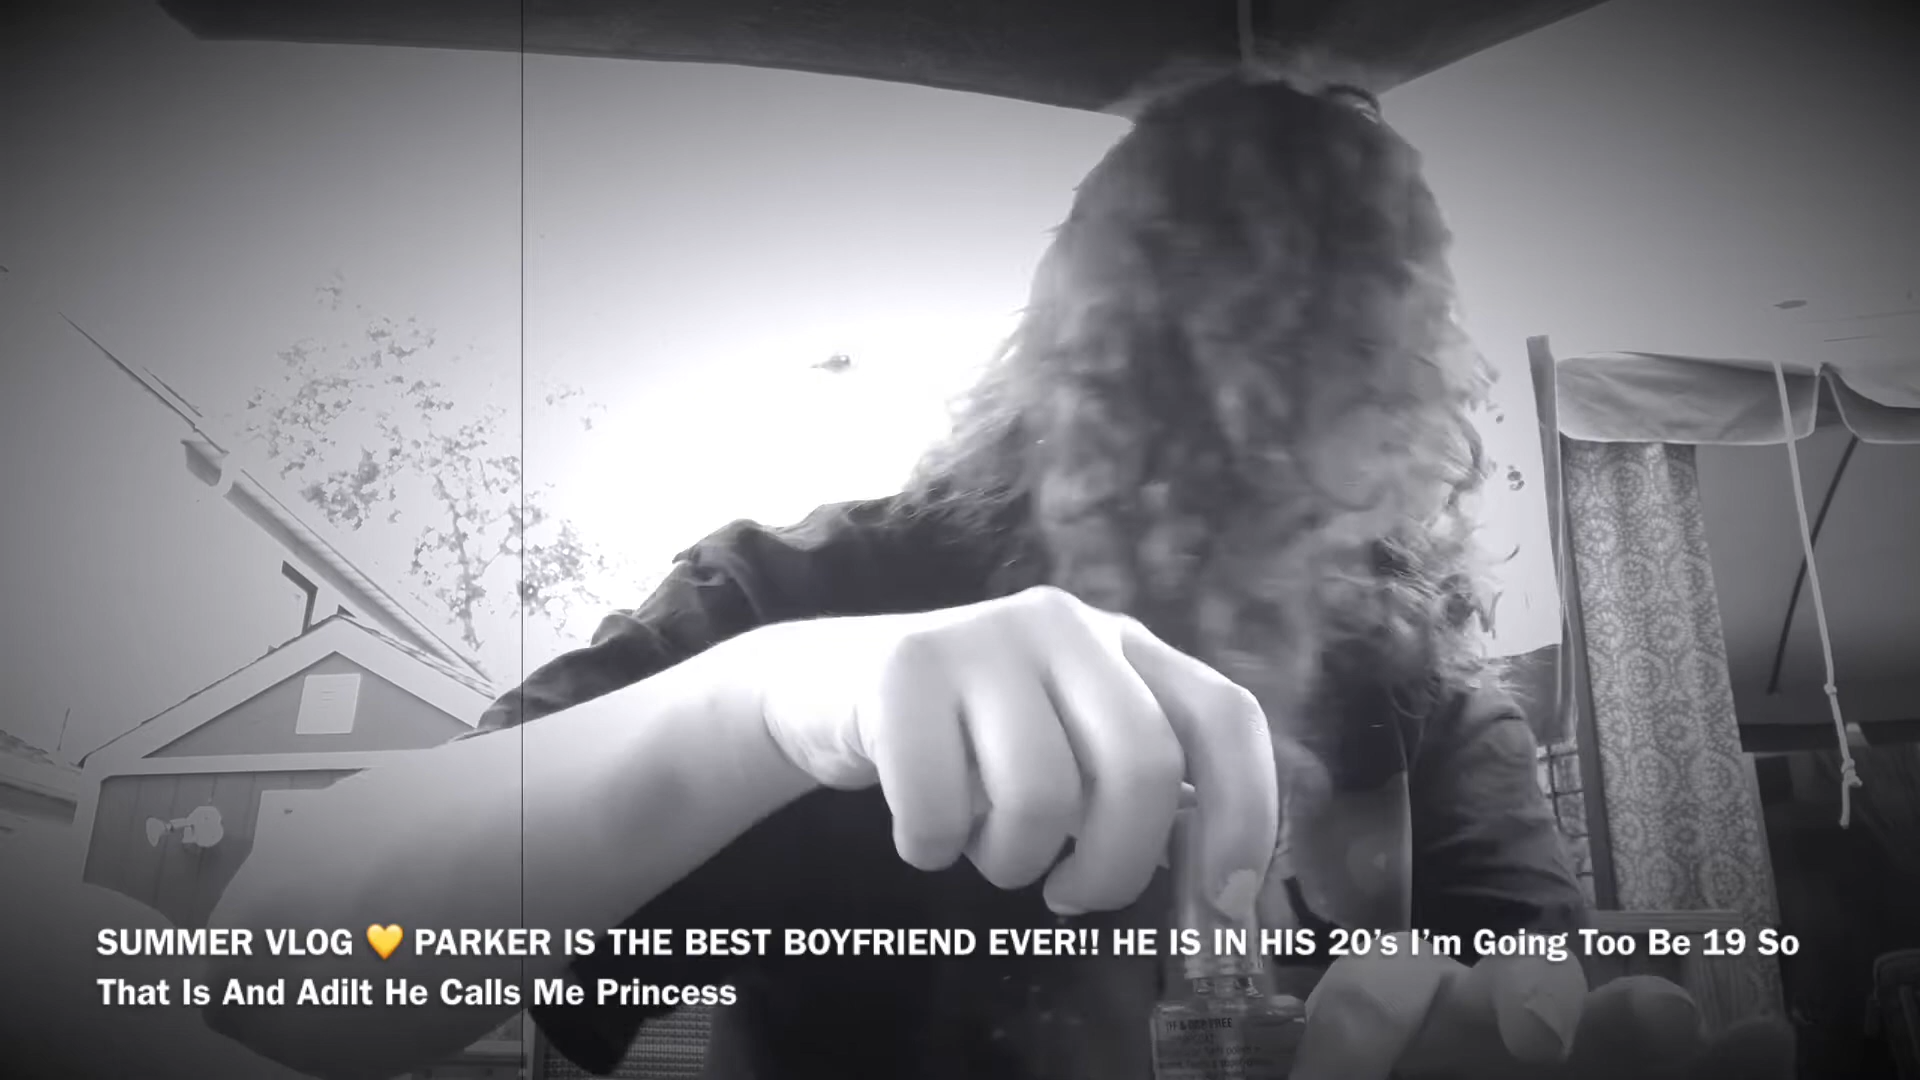 SUMMER VLOG 💛 PARKER IS THE BEST BOYFRIEND EVER!! HE IS IN HIS 20’s I’m Going Too Be 19 So
That Is And Adilt He Calls Me Princess